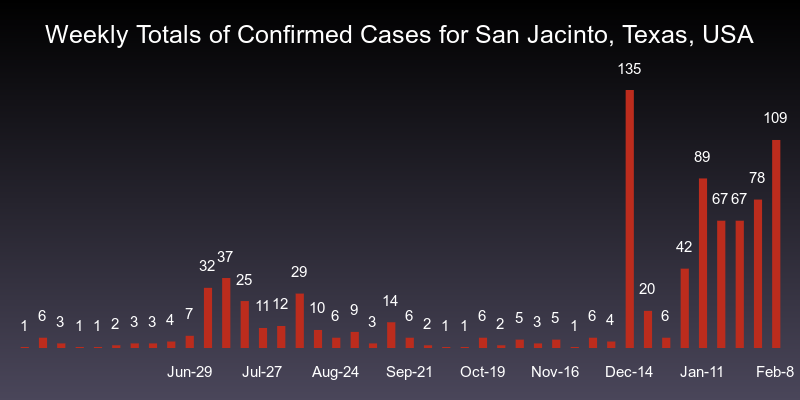 Weekly Totals of Confirmed Cases for San Jacinto, Texas, USA
1 6 3 1 1 2 3 3 4 7 32 37 25 11 12 29 10 6 9 3 14 6 2 1 1 6 2 5 3 5 1 6 4 135 20 6 42 89 67 67 78 109
Jun-29 Jul-27 Aug-24 Sep-21 Oct-19 Nov-16 Dec-14 Jan-11 Feb-8